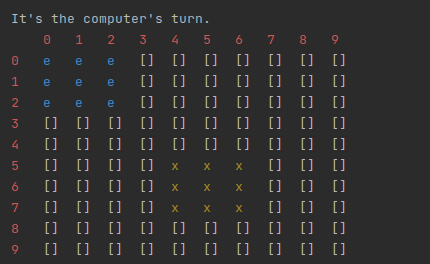 It's the computer's turn.
0 1 2 3 4 5 6 7 8 9
0 e e e [] [] [] [] [] [] []
1 e e e [] [] [] [] [] [] []
2 e e e [] [] [] [] [] [] []
3 [] [] [] [] [] [] [] [] [] []
4 [] [] [] [] [] [] [] [] [] []
5 [] [] [] [] x x x [] [] []
6 [] [] [] [] x x x [] [] []
7 [] [] [] [] x x x [] [] []
8 [] [] [] [] [] [] [] [] [] []
9 [] [] [] [] [] [] [] [] [] []